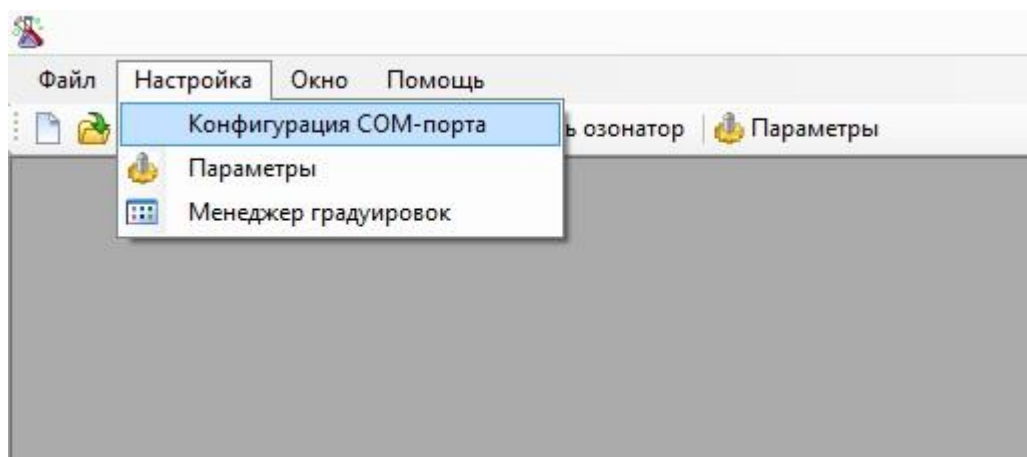 Файл Настройка Окно Помощь
Конфигурация COM-порта
ь озонатор Параметры
Параметры
Менеджер градуировок